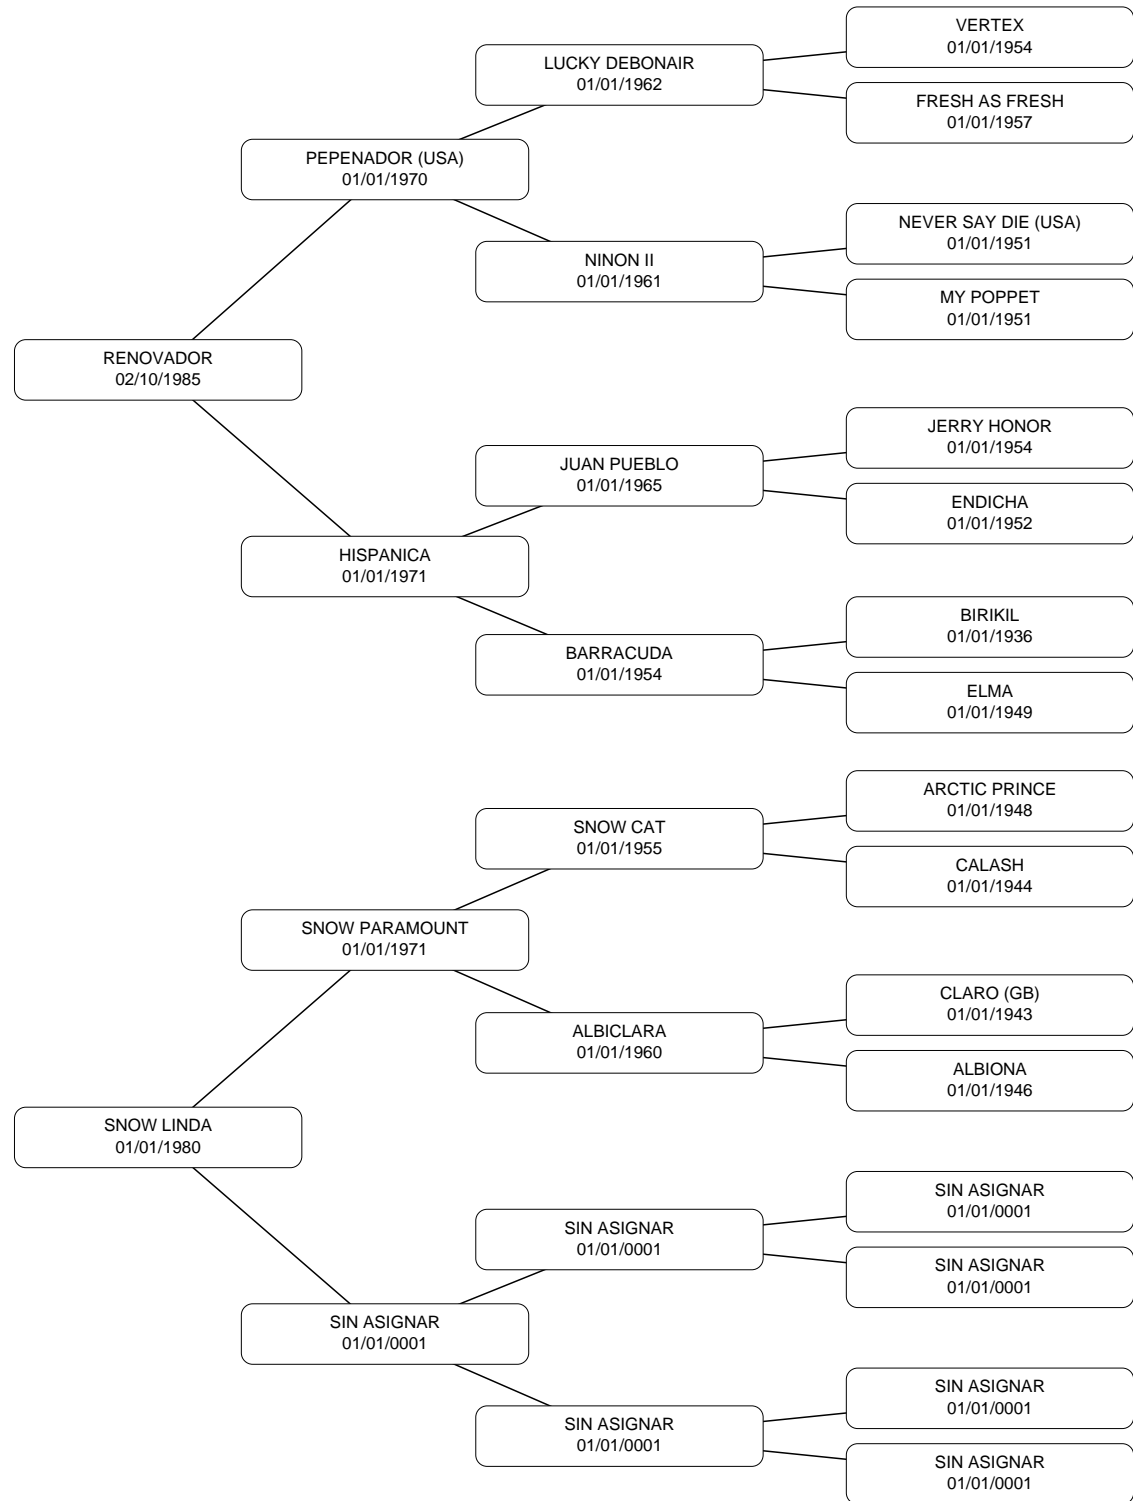 VERTEX
01/01/1954
LUCKY DEBONAIR
01/01/1962
FRESH AS FRESH
01/01/1957
PEPENADOR (USA)
01/01/1970
NEVER SAY DIE (USA)
01/01/1951
NINON II
01/01/1961
MY POPPET
01/01/1951
RENOVADOR
02/10/1985
JERRY HONOR
01/01/1954
JUAN PUEBLO
01/01/1965
ENDICHA
01/01/1952
HISPANICA
01/01/1971
BIRIKIL
01/01/1936
BARRACUDA
01/01/1954
ELMA
01/01/1949
ARCTIC PRINCE
01/01/1948
SNOW CAT
01/01/1955
CALASH
01/01/1944
SNOW PARAMOUNT
01/01/1971
CLARO (GB)
01/01/1943
ALBICLARA
01/01/1960
ALBIONA
01/01/1946
SNOW LINDA
01/01/1980
SIN ASIGNAR
01/01/0001
SIN ASIGNAR
01/01/0001
SIN ASIGNAR
01/01/0001
SIN ASIGNAR
01/01/0001
SIN ASIGNAR
01/01/0001
SIN ASIGNAR
01/01/0001
SIN ASIGNAR
01/01/0001